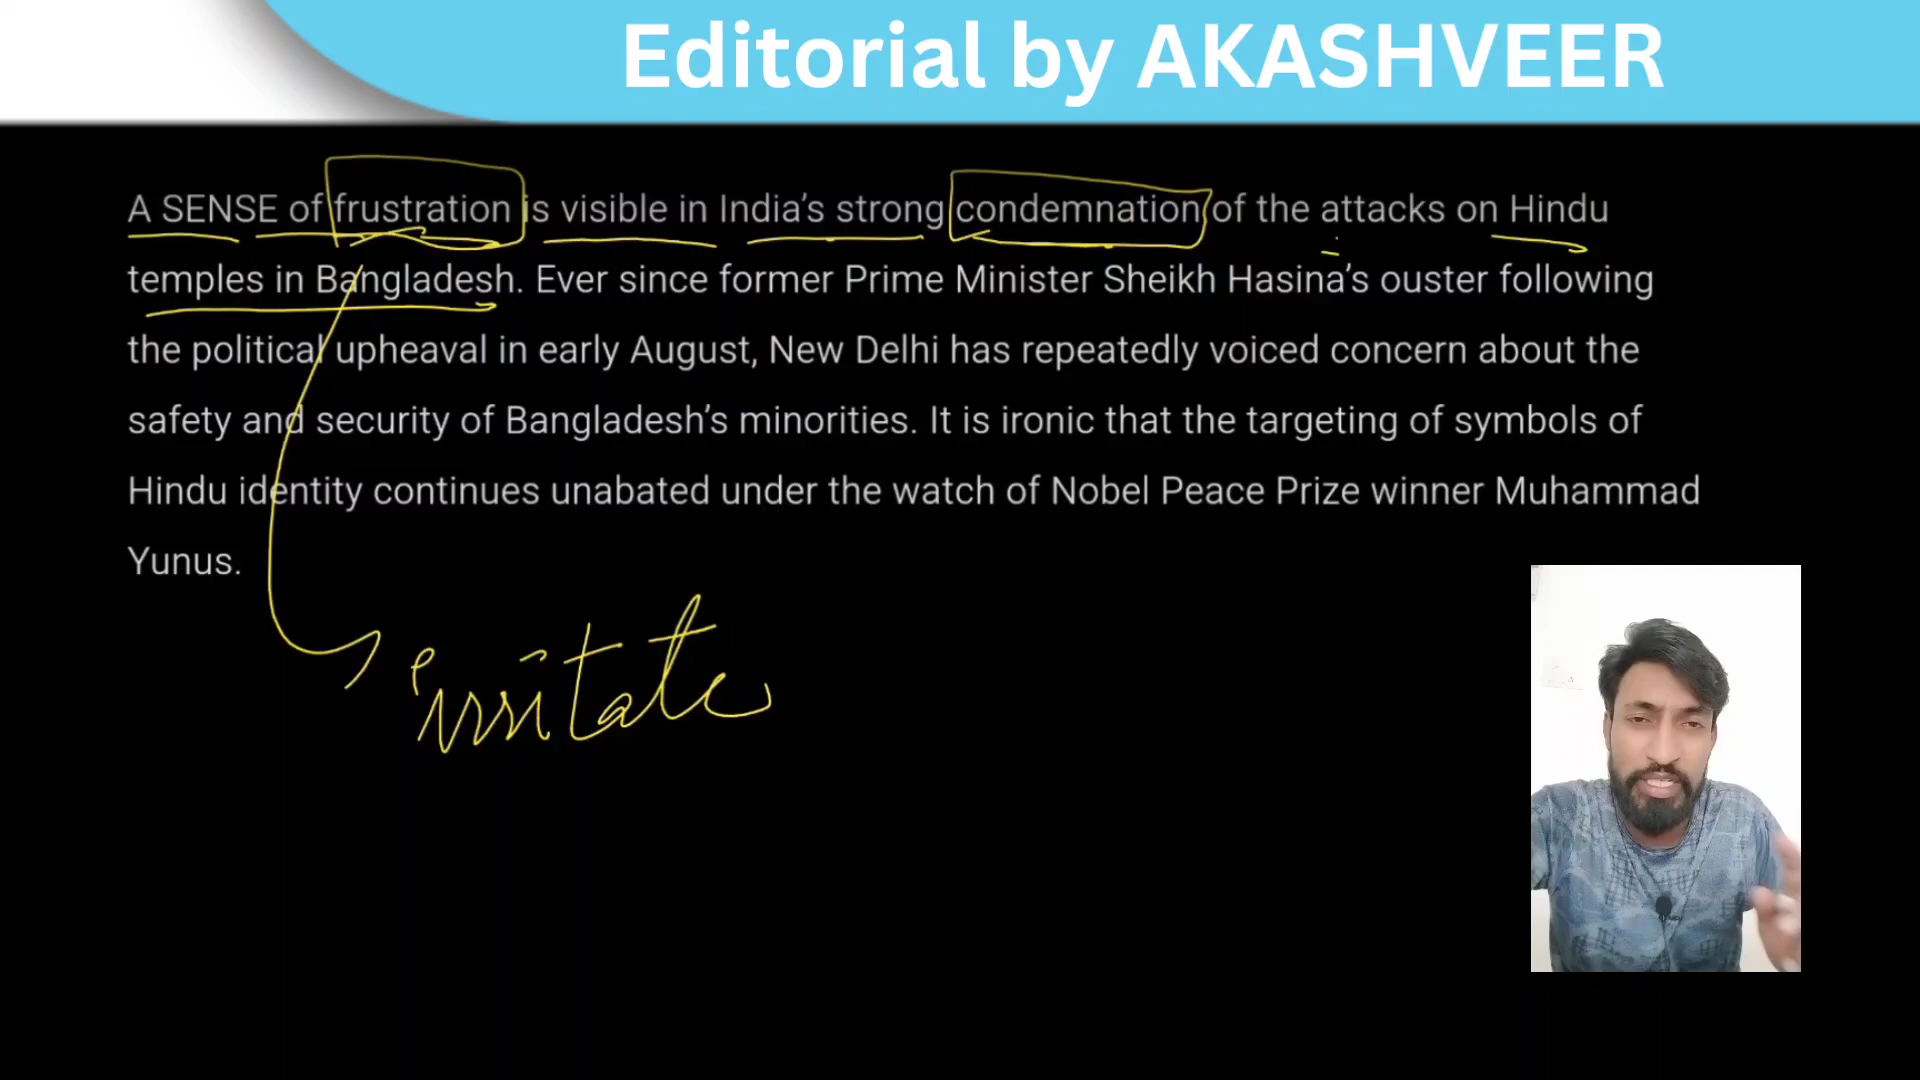 Editorial by AKASHVEER
A SENSE of frustration is visible in India’s strong condemnation of the attacks on Hindu
temples in Bangladesh. Ever since former Prime Minister Sheikh Hasina’s ouster following
the political upheaval in early August, New Delhi has repeatedly voiced concern about the
safety and security of Bangladesh’s minorities. It is ironic that the targeting of symbols of
Hindu identity continues unabated under the watch of Nobel Peace Prize winner Muhammad
Yunus.
irritate